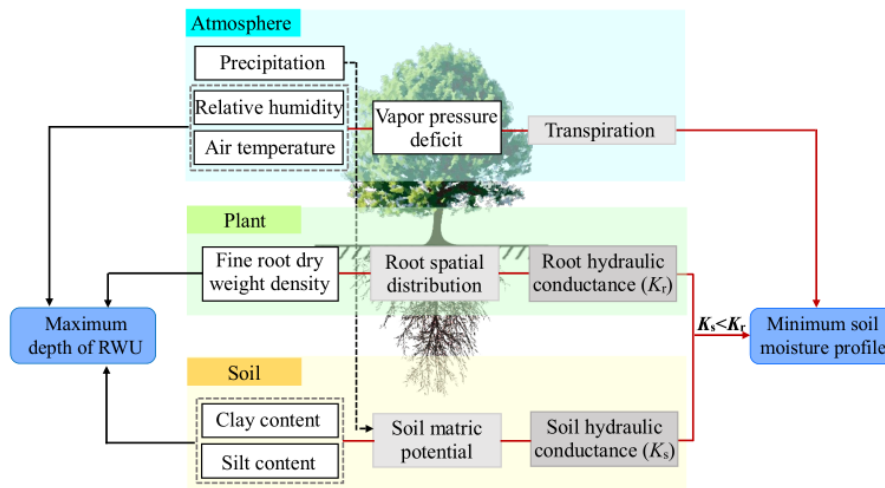 Atmosphere
Precipitation
Relative humidity
Air temperature
Vapor pressure
deficit
Transpiration
Plant
Fine root dry
weight density
Root spatial
distribution
Root hydraulic
conductance (Kr)
Maximum
depth of RWU
Ks<Kr
Minimum soil
moisture profile
Soil
Clay content
Silt content
Soil matric
potential
Soil hydraulic
conductance (Ks)